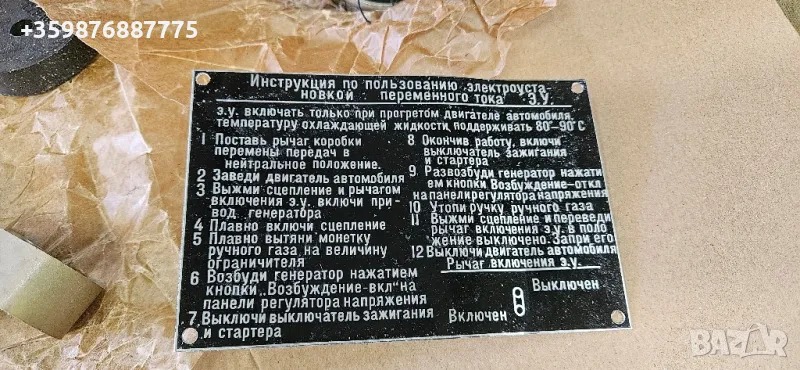 +359876887775
Инструкция по пользованию электроуста
новкой переменного тока "Э.У.
э.у. включать только при прогретом двигателе автомобиля,
температуру охлаждающей жидкости поддерживать 80°-90°С
1 Поставь рычаг коробки
перемены передач в
нейтральное положение.
2 Заведи двигатель автомобиля
3 Выжми сцепление и рычагом
включения э.у. включи при-
вод генератора
4 Плавно включи сцепление
5 Плавно вытяни монетку
ручного газа на величину
ограничителя
6 Возбуди генератор нажатием
кнопки „Возбуждение-вкл" на
панели регулятора напряжения
7. Выключи выключатель зажигания
и стартера
8 Окончив работу, включи
выключатель зажигания
и стартера
9 Развозбуди генератор нажати
ем кнопки Возбуждение-откл
на панели регулятора напряжения
10 Утопи ручку ручного газа
11 Выжми сцепление и переведи
рычаг включения э.у. в поло
жение выключено. Запри его
12 Выключи двигатель автомобиля
Рычаг включения э.у.
Выключен
Включен
bazar